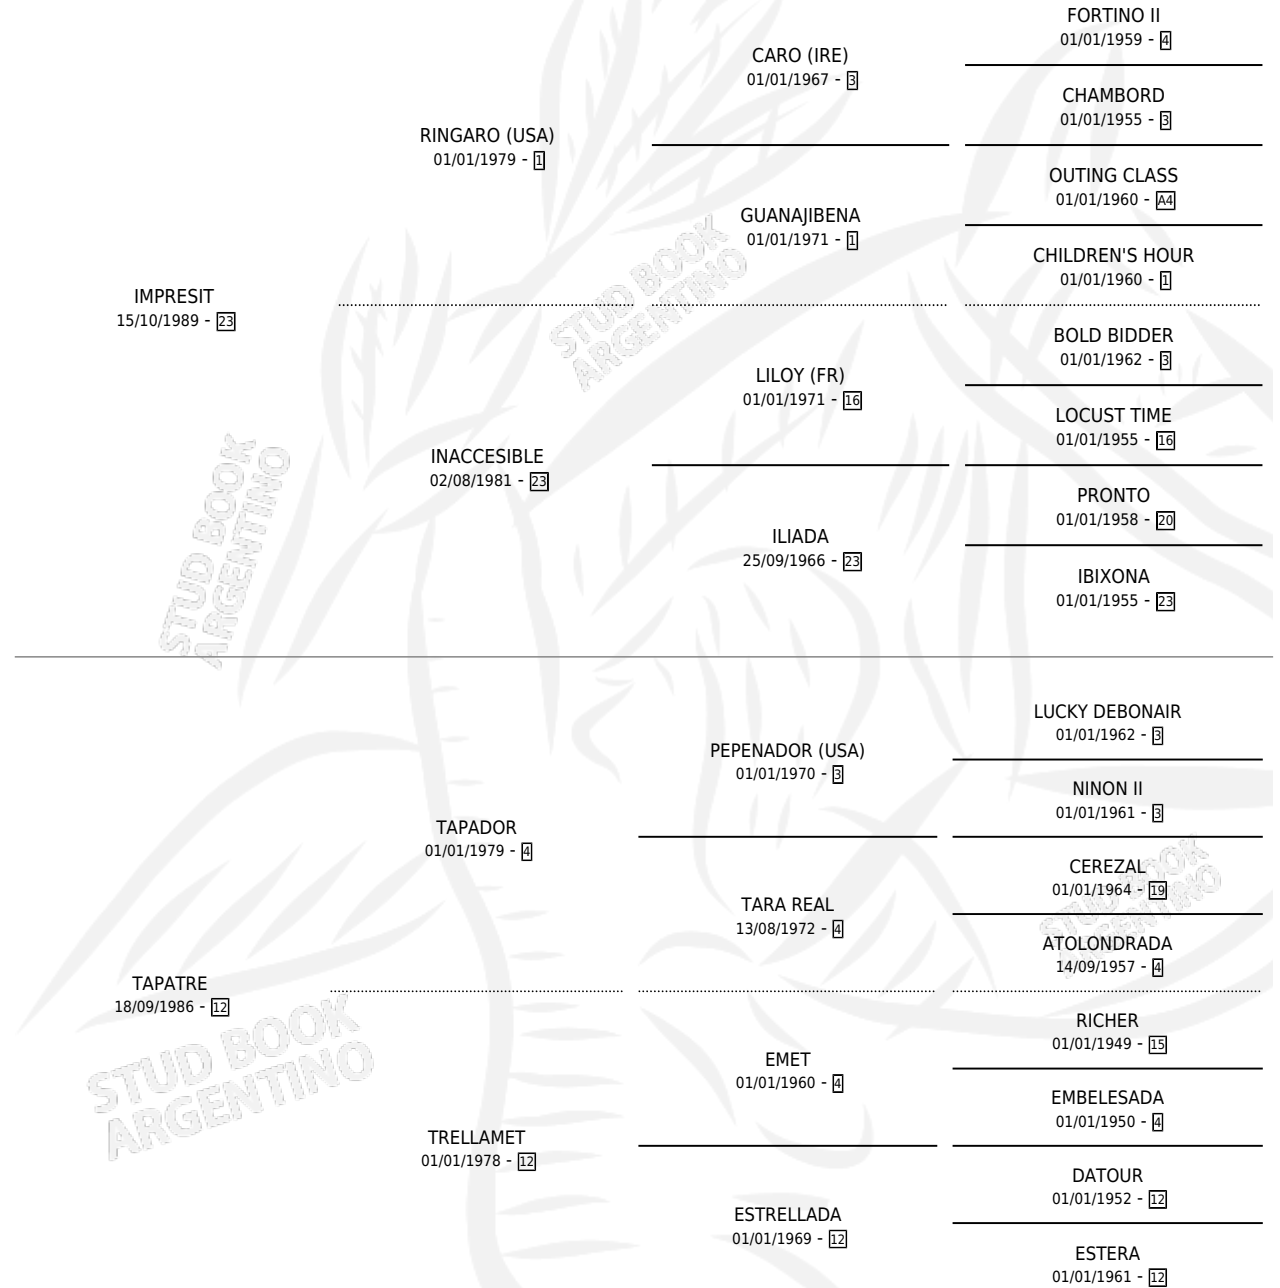 FORTINO II
01/01/1959 - 4
CARO (IRE)
01/01/1967 - 3
CHAMBORD
01/01/1955 - 3
RINGARO (USA)
01/01/1979 - 1
OUTING CLASS
01/01/1960 - A4
GUANAJIBENA
01/01/1971 - 1
CHILDREN'S HOUR
01/01/1960 - 1
IMPRESIT
15/10/1989 - 23
BOLD BIDDER
01/01/1962 - 3
LILOY (FR)
01/01/1971 - 16
LOCUST TIME
01/01/1955 - 16
INACCESIBLE
02/08/1981 - 23
PRONTO
01/01/1958 - 20
ILIADA
25/09/1966 - 23
IBIXONA
01/01/1955 - 23
LUCKY DEBONAIR
01/01/1962 - 3
PEPENADOR (USA)
01/01/1970 - 3
NINON II
01/01/1961 - 3
TAPADOR
01/01/1979 - 4
CEREZAL
01/01/1964 - 19
TARA REAL
13/08/1972 - 4
ATOLONDRADA
14/09/1957 - 4
TAPATRE
18/09/1986 - 12
RICHER
01/01/1949 - 15
EMET
01/01/1960 - 4
EMBELESADA
01/01/1950 - 4
TRELLAMET
01/01/1978 - 12
DATOUR
01/01/1952 - 12
ESTRELLADA
01/01/1969 - 12
ESTERA
01/01/1961 - 12
STUD BOOK
ARGENTINO
STUD BOOK
ARGENTINO
STUD BOOK
ARGENTINO
STUD BOOK
ARGENTINO